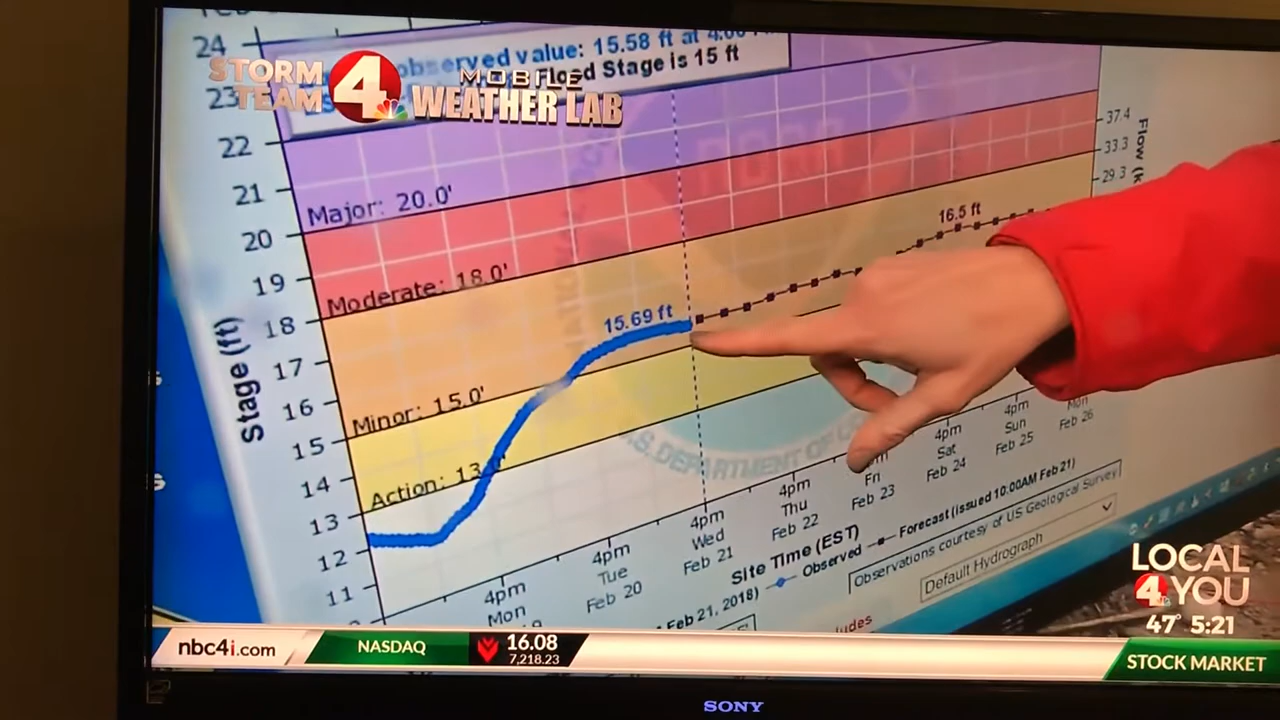 24
observed value: 15.58 ft at 4:00
Flood Stage is 15 ft
STORM
TEAM
4
MOBILE
WEATHER LAB
23
22
21
20
19
18
17
16
15
14
13
12
11
Stage (ft)
Major: 20.0'
Moderate: 18.0'
Minor: 15.0'
Action: 13
15.69 ft
16.5 ft
37.4
33.3
29.3
Flow (k
NOAA
U.S. DEPARTMENT OF
4pm
Mon
4pm
Tue
Feb 20
4pm
Wed
Feb 21
4pm
Thu
Feb 22
Fri
Feb 23
4pm
Sat
Feb 24
4pm
Sun
Feb 25
Mon
Feb 26
Site Time (EST)
Observed
Forecast (issued 10:00AM Feb 21)
Feb 21, 2018)
Observations courtesy of US Geological Survey
Default Hydrograph
LOCAL
4 YOU
47° 5:21
nbc4i.com
NASDAQ
16.08
7,218.23
STOCK MARKET
SONY